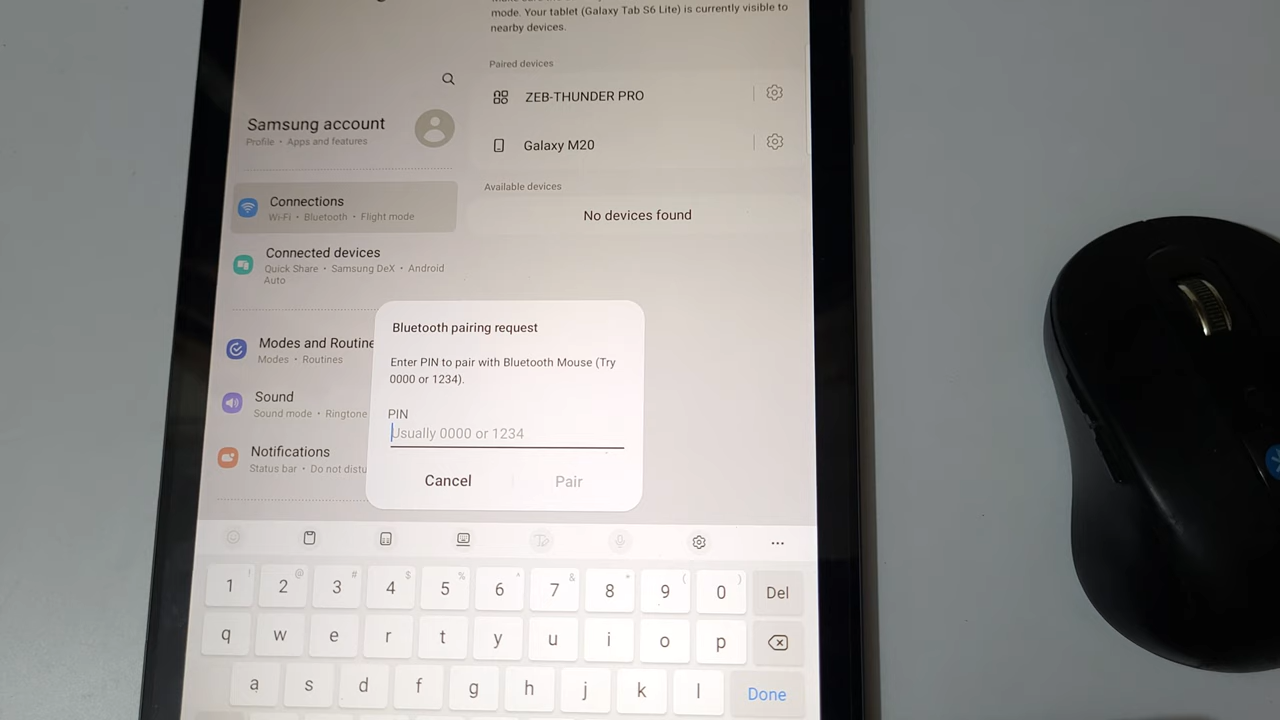 mode. Your tablet (Galaxy Tab S6 Lite) is currently visible to
nearby devices.
Paired devices
ZEB-THUNDER PRO
Galaxy M20
Available devices
No devices found
Samsung account
Profile • Apps and features
Connections
Wi-Fi • Bluetooth • Flight mode
Connected devices
Quick Share • Samsung DeX • Android
Auto
Modes and Routine
Modes • Routines
Sound
Sound mode • Ringtone
Notifications
Status bar • Do not distu
Bluetooth pairing request
Enter PIN to pair with Bluetooth Mouse (Try
0000 or 1234).
PIN
Usually 0000 or 1234
Cancel Pair
1 ! 2 @ 3 # 4 $ 5 % 6 ^ 7 & 8 * 9 ( 0 ) Del
q w e r t y u i o p
a s d f g h j k l Done